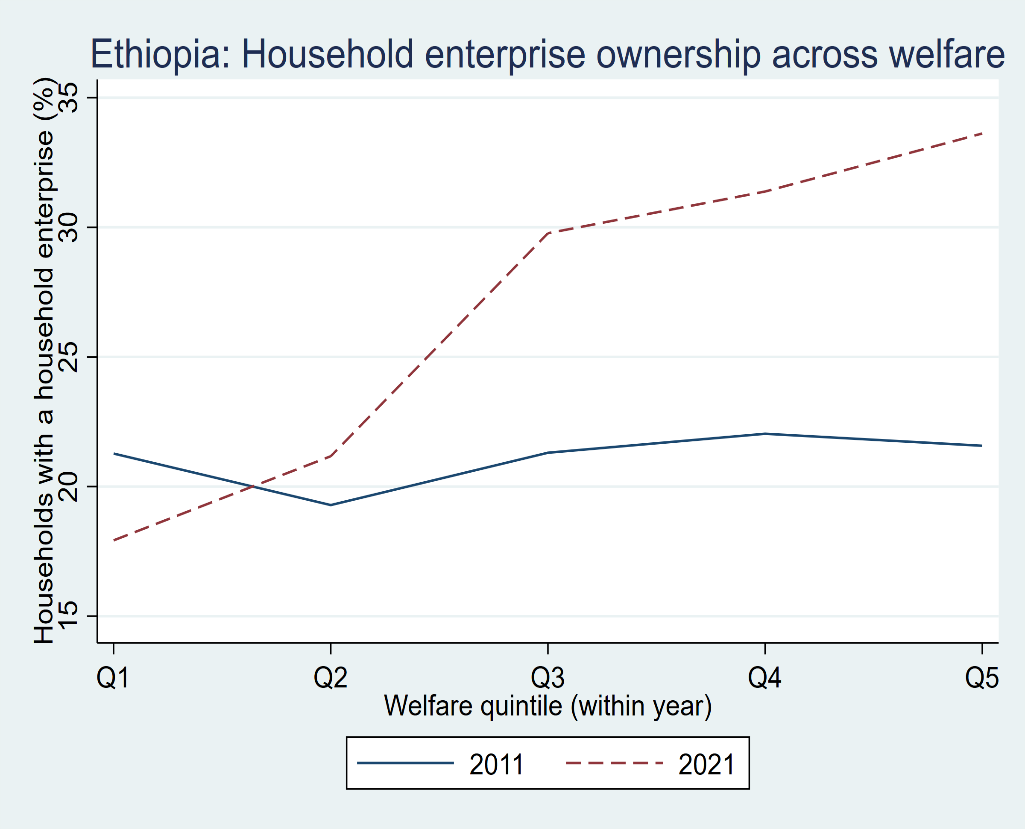 Ethiopia: Household enterprise ownership across welfare
Households with a household enterprise (%)
35
30
25
20
15
Q1 Q2 Q3 Q4 Q5
Welfare quintile (within year)
2011 2021